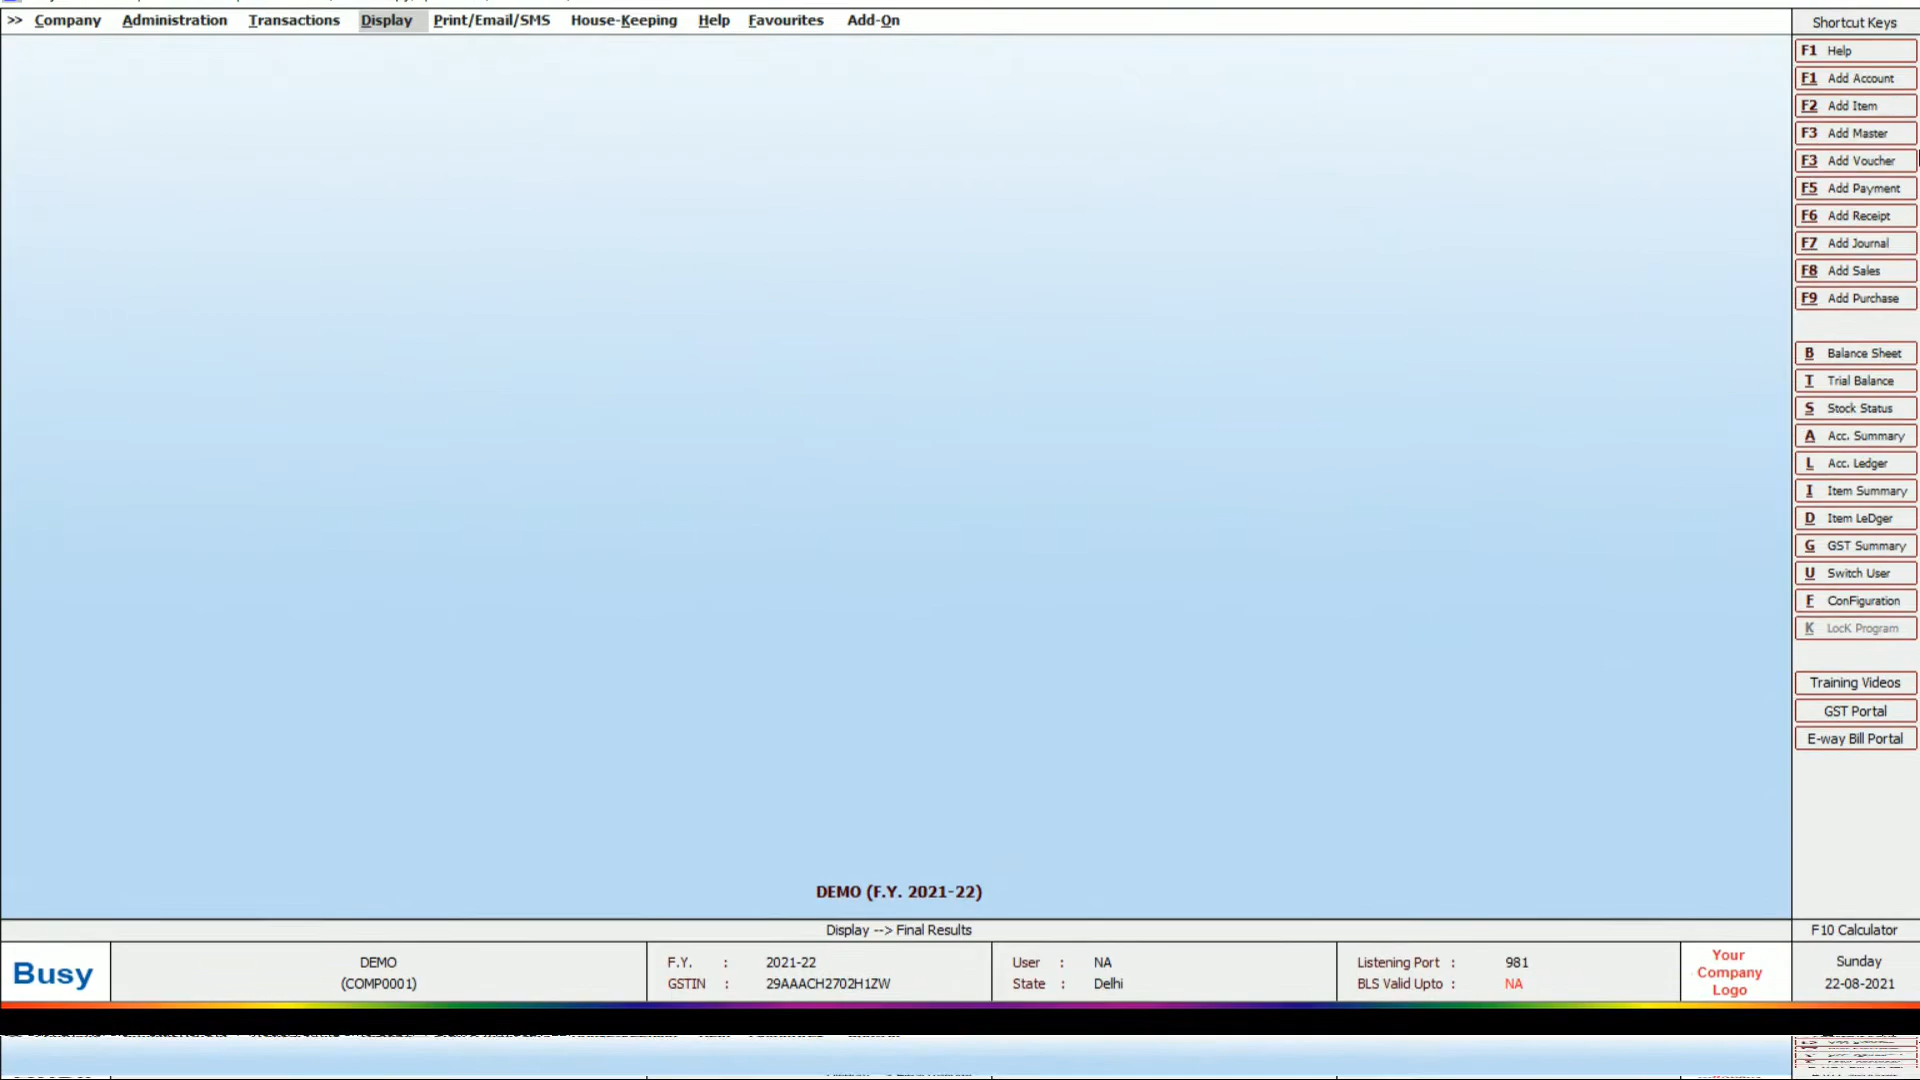 >> Company Administration Transactions Display Print/Email/SMS House-Keeping Help Favourites Add-On
Shortcut Keys
F1 Help
F1 Add Account
F2 Add Item
F3 Add Master
F3 Add Voucher
F5 Add Payment
F6 Add Receipt
F7 Add Journal
F8 Add Sales
F9 Add Purchase
B Balance Sheet
T Trial Balance
S Stock Status
A Acc. Summary
L Acc. Ledger
I Item Summary
D Item LeDger
G GST Summary
U Switch User
F ConFiguration
K LocK Program
Training Videos
GST Portal
E-way Bill Portal
DEMO (F.Y. 2021-22)
Display --> Final Results
F10 Calculator
Busy
DEMO
(COMP0001)
F.Y. : 2021-22
GSTIN : 29AAACH2702H1ZW
User : NA
State : Delhi
Listening Port : 981
BLS Valid Upto : NA
Your
Company
Logo
Sunday
22-08-2021